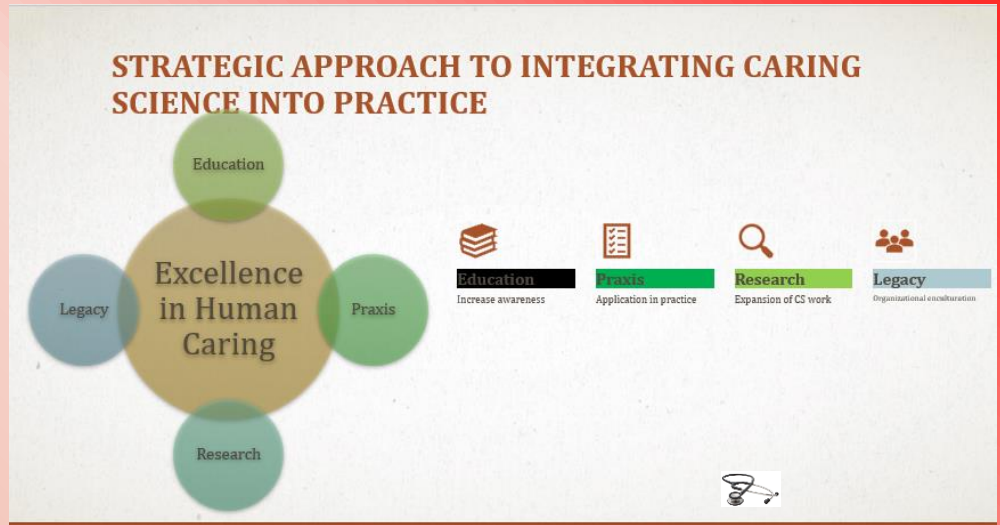 STRATEGIC APPROACH TO INTEGRATING CARING
SCIENCE INTO PRACTICE
Education
Legacy
Excellence
in Human
Caring
Praxis
Research
Education
Increase awareness
Praxis
Application in practice
Research
Expansion of CS work
Legacy
Organizational enculturation